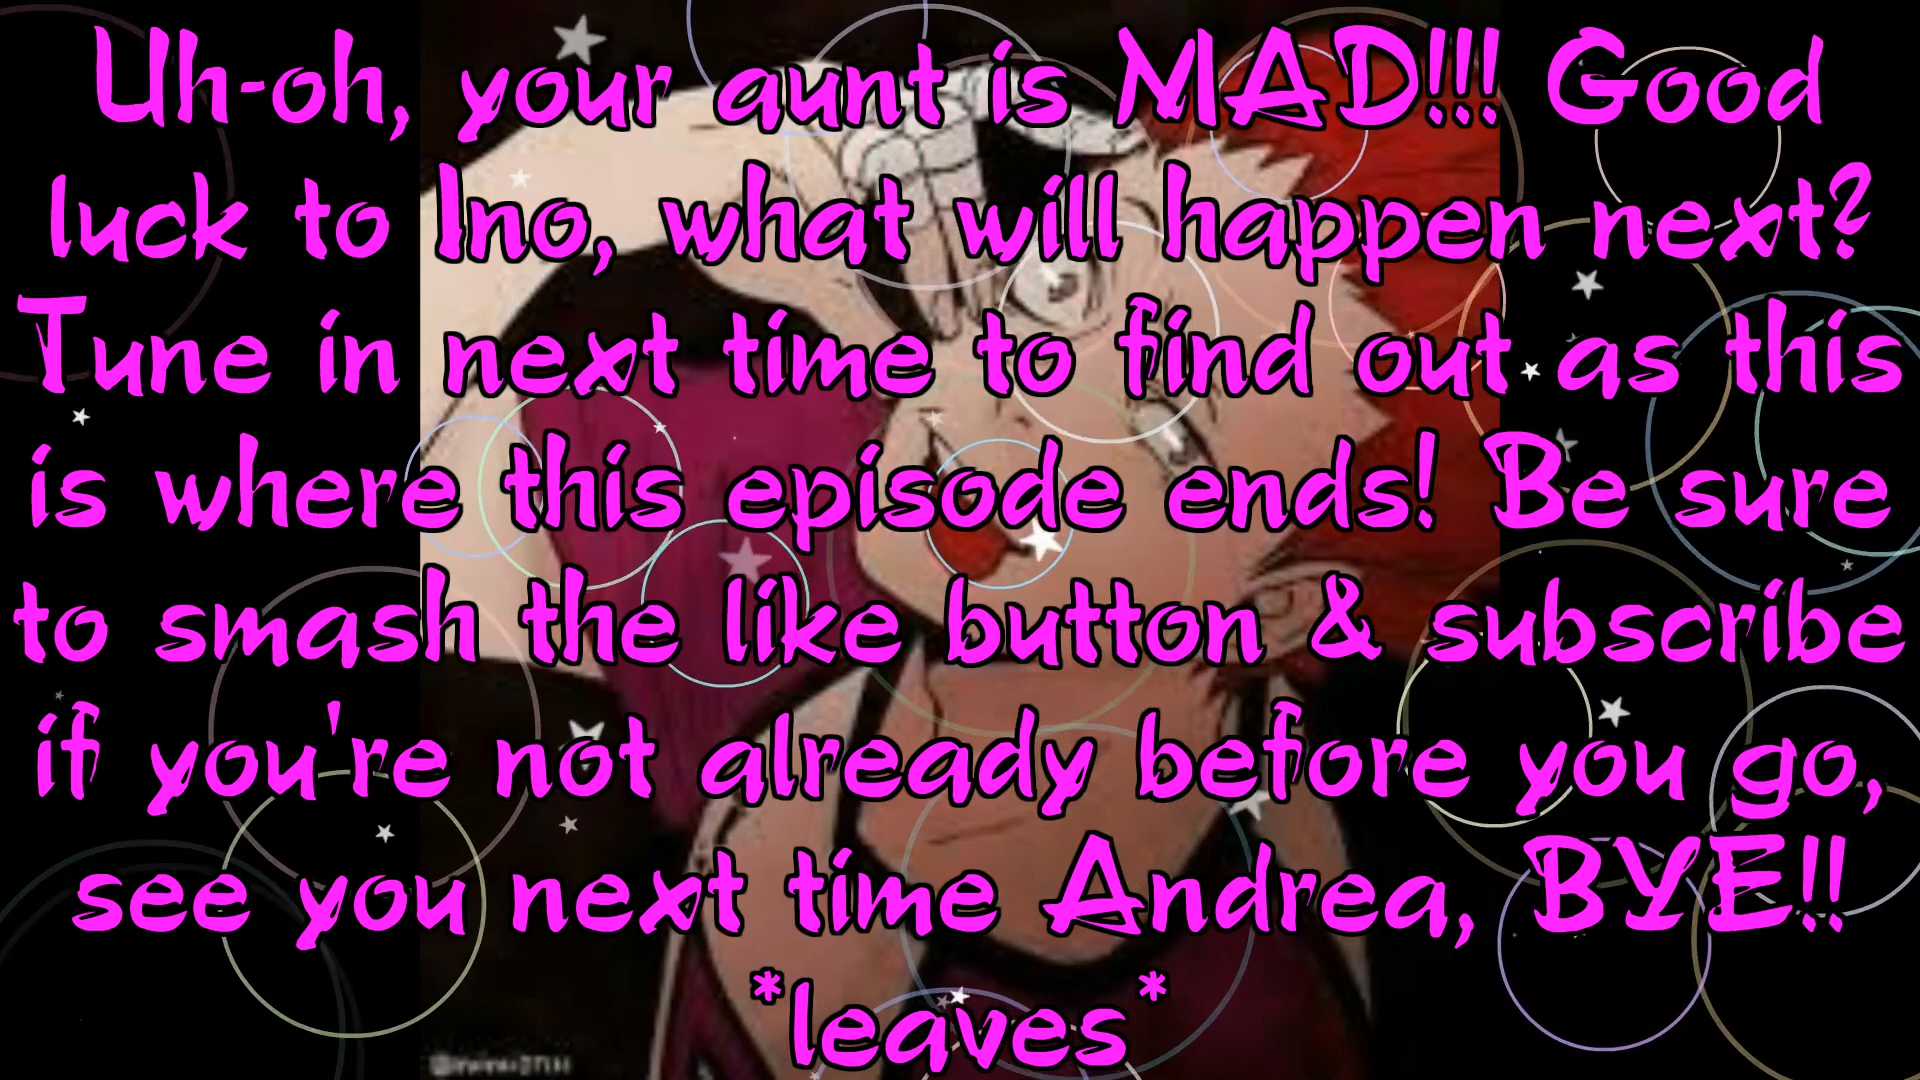 Uh-oh, your aunt is MAD!!! Good
luck to Ino, what will happen next?
Tune in next time to find out as this
is where this episode ends! Be sure
to smash the like button & subscribe
if you're not already before you go,
see you next time Andrea, BYE!!
*leaves*